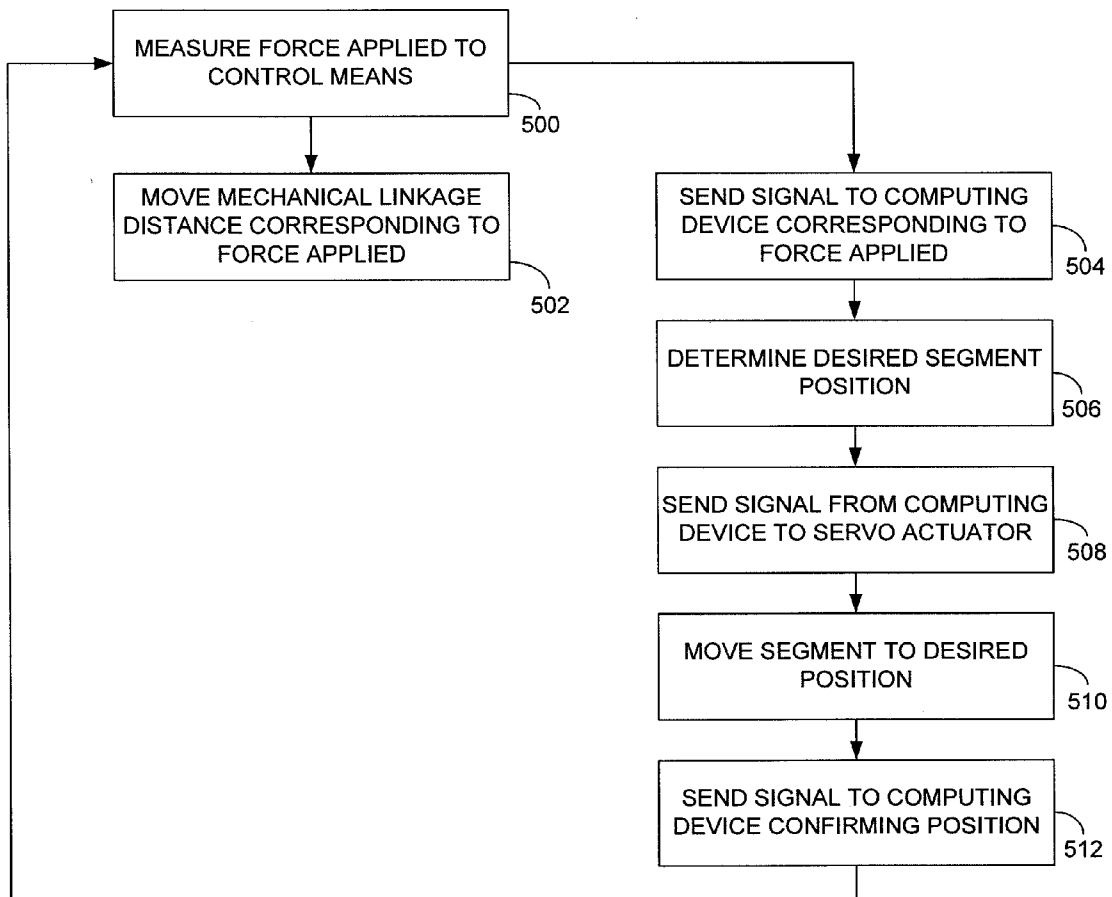 MEASURE FORCE APPLIED TO
CONTROL MEANS
500
MOVE MECHANICAL LINKAGE
DISTANCE CORRESPONDING TO
FORCE APPLIED
502
SEND SIGNAL TO COMPUTING
DEVICE CORRESPONDING TO
FORCE APPLIED
504
DETERMINE DESIRED SEGMENT
POSITION
506
SEND SIGNAL FROM COMPUTING
DEVICE TO SERVO ACTUATOR
508
MOVE SEGMENT TO DESIRED
POSITION
510
SEND SIGNAL TO COMPUTING
DEVICE CONFIRMING POSITION
512